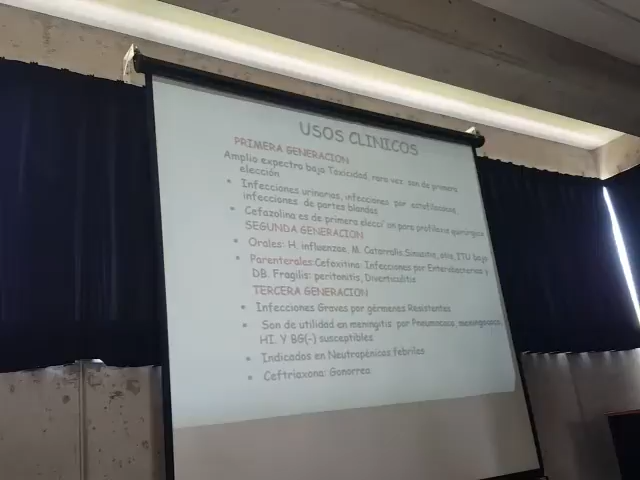 USOS CLINICOS
PRIMERA GENERACION
Amplio espectro baja Toxicidad, rara vez son de primera
elección
• Infecciones urinarias, infecciones por estafilococos,
infecciones de partes blandas
• Cefazolina es de primera elecci´on para profilaxis quirúrgica
SEGUNDA GENERACION
• Orales: H. influenzae, M. Catarralis.Sinusitis, otitis, ITU baja
• Parenterales:Cefoxitina: Infecciones por Enterobacterias y
DB. Fragilis: peritonitis, Diverticulitis
TERCERA GENERACION
• Infecciones Graves por gérmenes Resistentes
• Son de utilidad en meningitis por Pneumococo, meningococo,
HI. Y BG(-) susceptibles
• Indicados en Neutropénicos febriles
• Ceftriaxona: Gonorrea